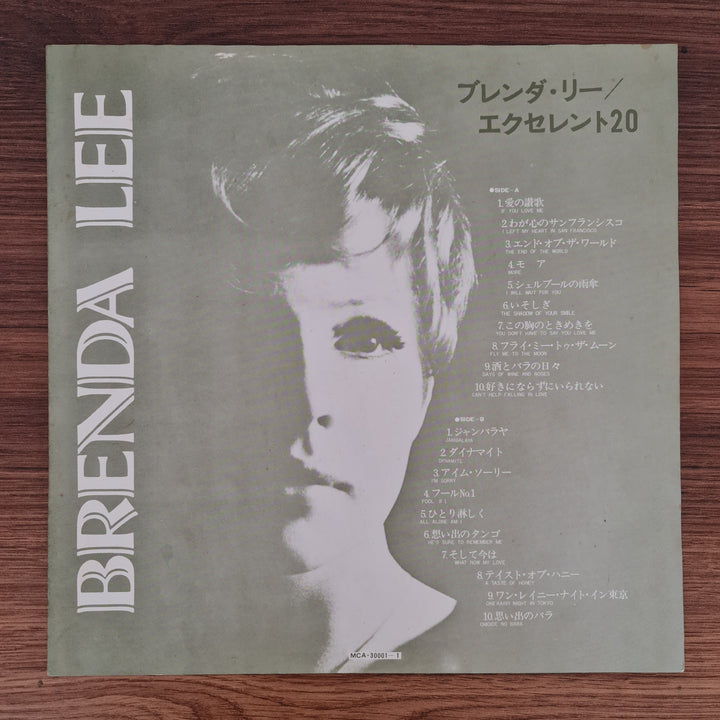 BRENDA LEE
ブレンダ・リー/
エクセレント20
●SIDE-A
1.愛の讃歌
IF YOU LOVE ME
2.わが心のサンフランシスコ
I LEFT MY HEART IN SAN FRANCISCO
3.エンド・オブ・ザ・ワールド
THE END OF THE WORLD
4.モ ア
MORE
5.シェルブールの雨傘
I WILL WAIT FOR YOU
6.いそしぎ
THE SHADOW OF YOUR SMILE
7.この胸のときめきを
YOU DON'T HAVE TO SAY YOU LOVE ME
8.フライ・ミー・トゥ・ザ・ムーン
FLY ME TO THE MOON
9.酒とバラの日々
DAYS OF WINE AND ROSES
10.好きにならずにいられない
CAN'T HELP FALLING IN LOVE
●SIDE-B
1.ジャンバラヤ
JAMBALAYA
2.ダイナマイト
DYNAMITE
3.アイム・ソーリー
I'M SORRY
4.フールNo.1
FOOL #1
5.ひとり淋しく
ALL ALONE AM I
6.想い出のタンゴ
HE'S SURE TO REMEMBER ME
7.そして今は
WHAT NOW MY LOVE
8.テイスト・オブ・ハニー
A TASTE OF HONEY
9.ワン・レイニー・ナイト・イン東京
ONE RAINY NIGHT IN TOKYO
10.思い出のバラ
MCA-30001-1